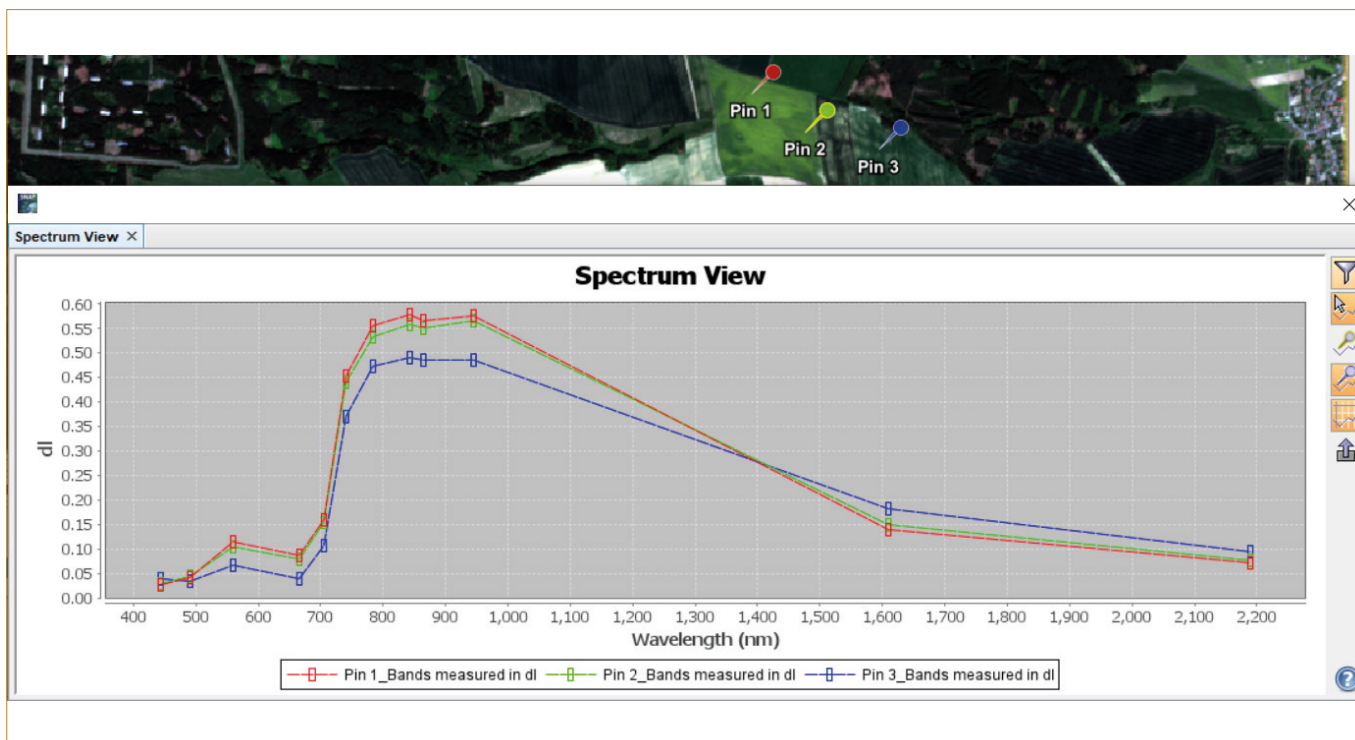 Pin 1
Pin 2
Pin 3
Spectrum View
Spectrum View
0.60
0.55
0.50
0.45
0.40
0.35
0.30
0.25
0.20
0.15
0.10
0.05
0.00
dl
400 500 600 700 800 900 1,000 1,100 1,200 1,300 1,400 1,500 1,600 1,700 1,800 1,900 2,000 2,100 2,200
Wavelength (nm)
Pin 1_Bands measured in dl Pin 2_Bands measured in dl Pin 3_Bands measured in dl